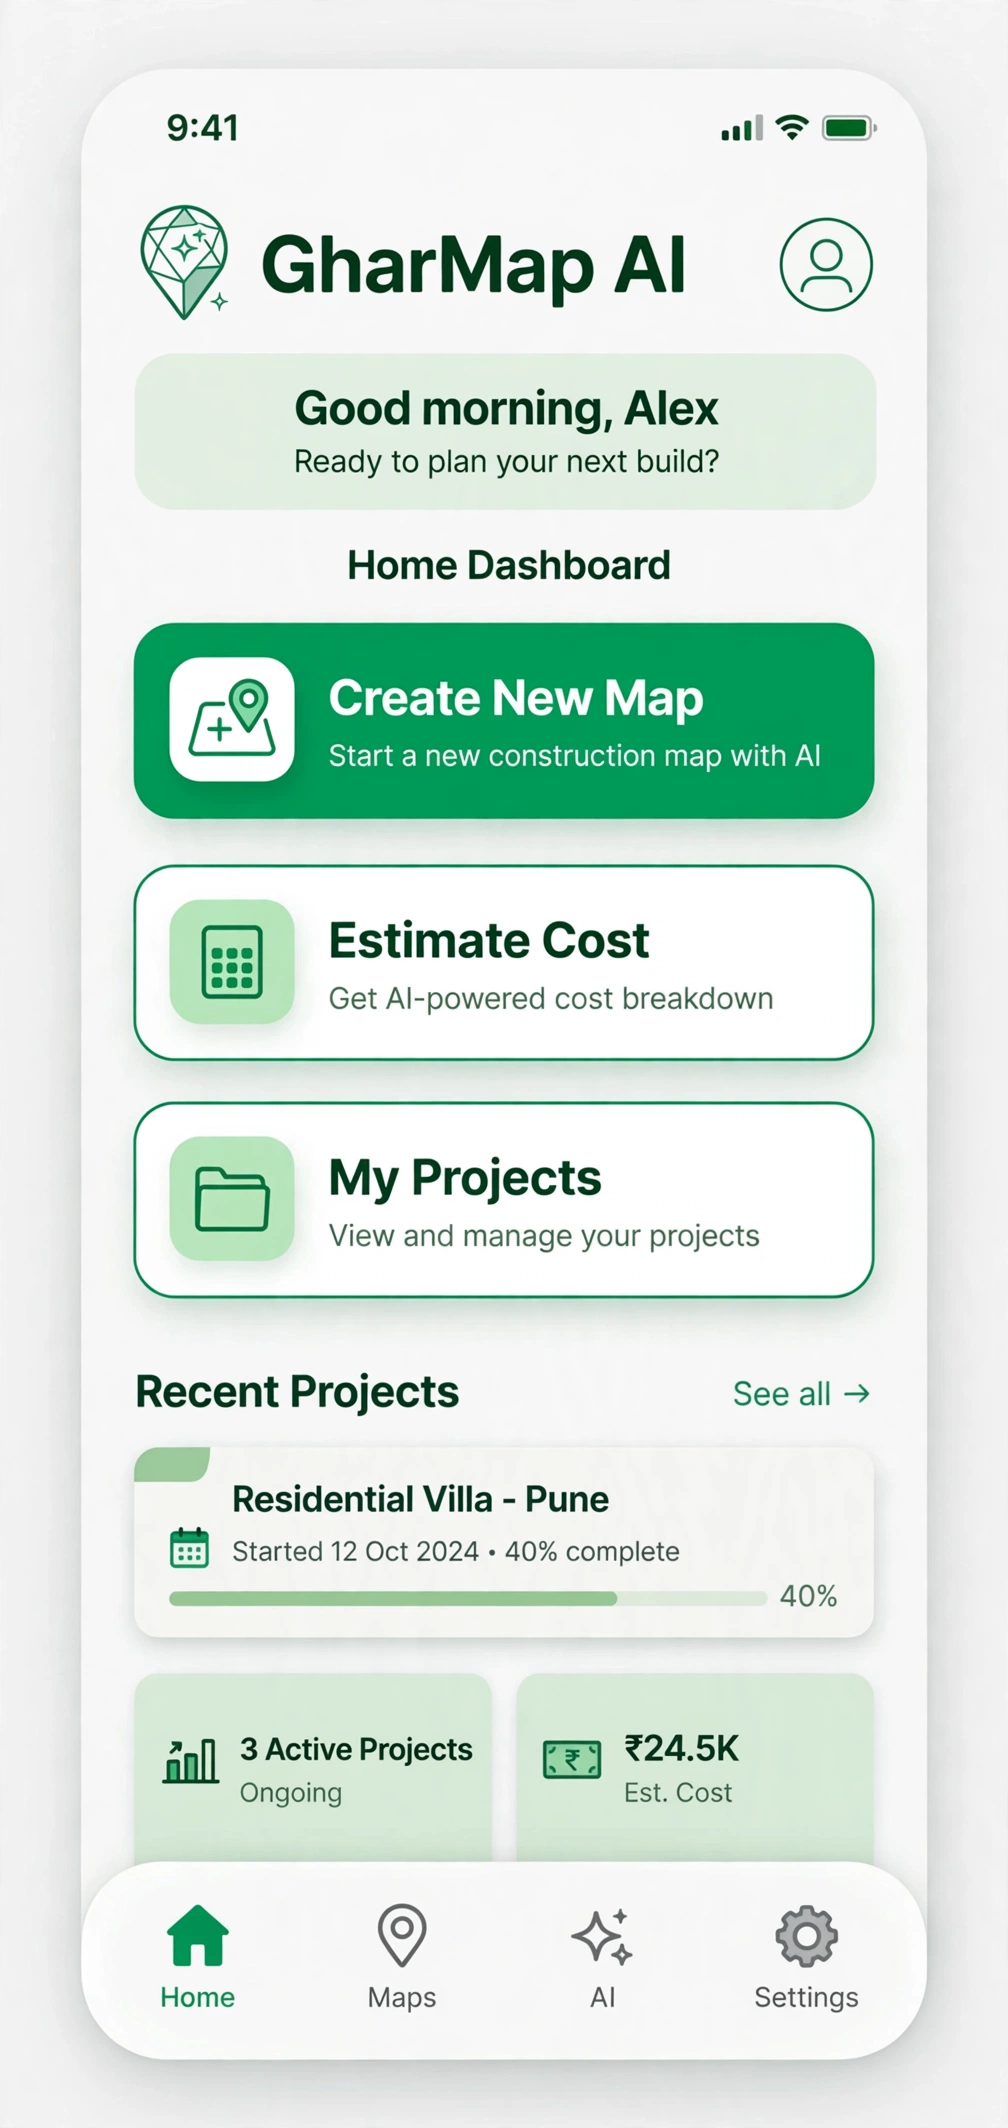 9:41
GharMap AI
Good morning, Alex
Ready to plan your next build?
Home Dashboard
Create New Map
Start a new construction map with AI
Estimate Cost
Get AI-powered cost breakdown
My Projects
View and manage your projects
Recent Projects
See all →
Residential Villa - Pune
Started 12 Oct 2024 • 40% complete
40%
3 Active Projects
Ongoing
₹
₹24.5K
Est. Cost
Home
Maps
AI
Settings